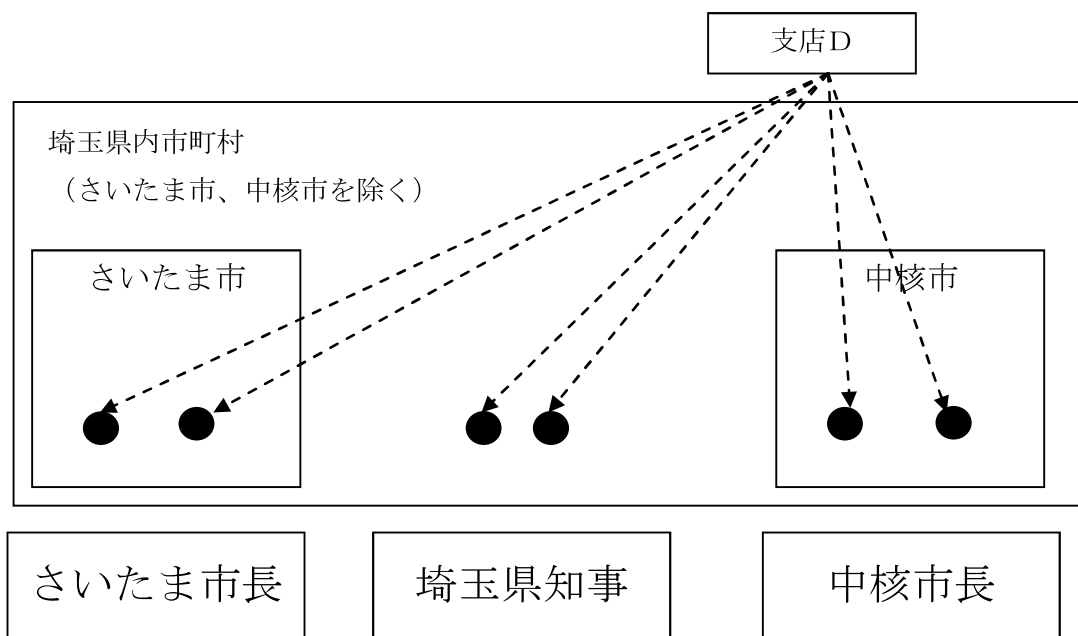 支店D
埼玉県内市町村
(さいたま市、中核市を除く)
さいたま市
中核市
さいたま市長
埼玉県知事
中核市長